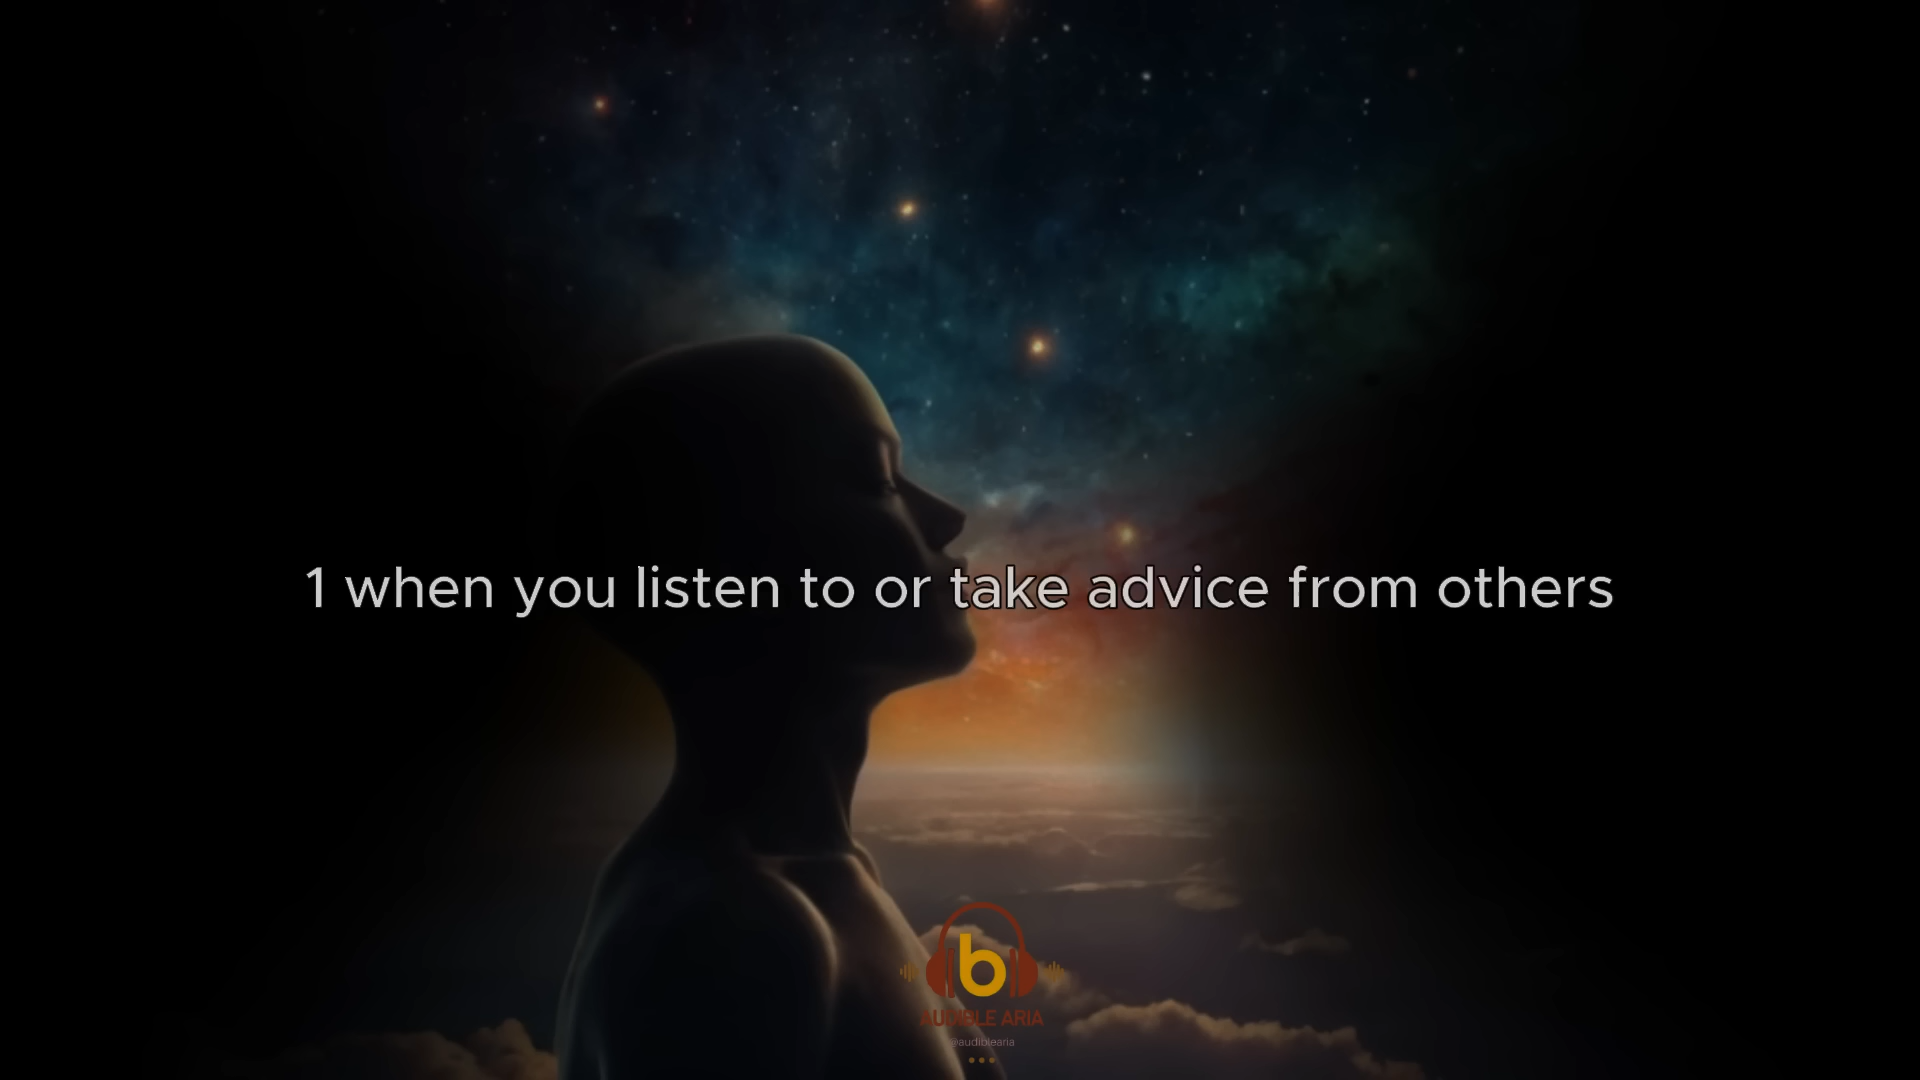 1 when you listen to or take advice from others
b
AUDIBLE ARIA
@audiblearia